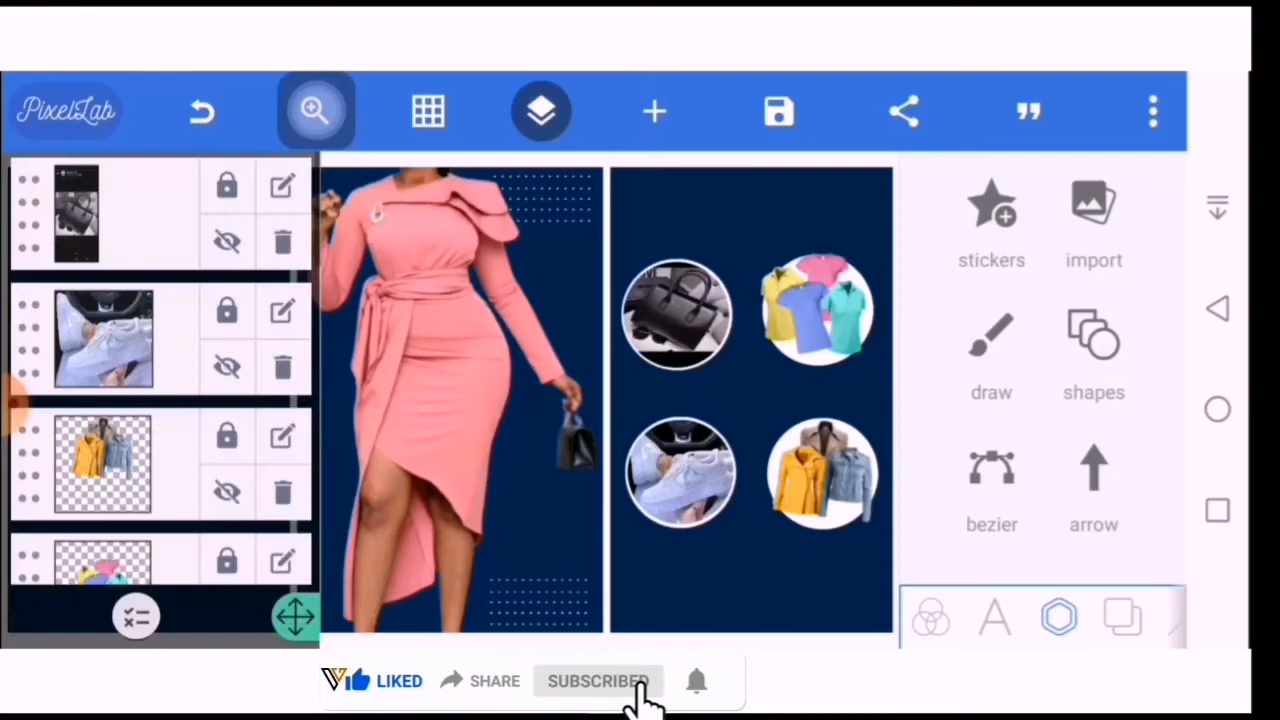 PixelLab
stickers
import
draw
shapes
bezier
arrow
LIKED
SHARE
SUBSCRIBED